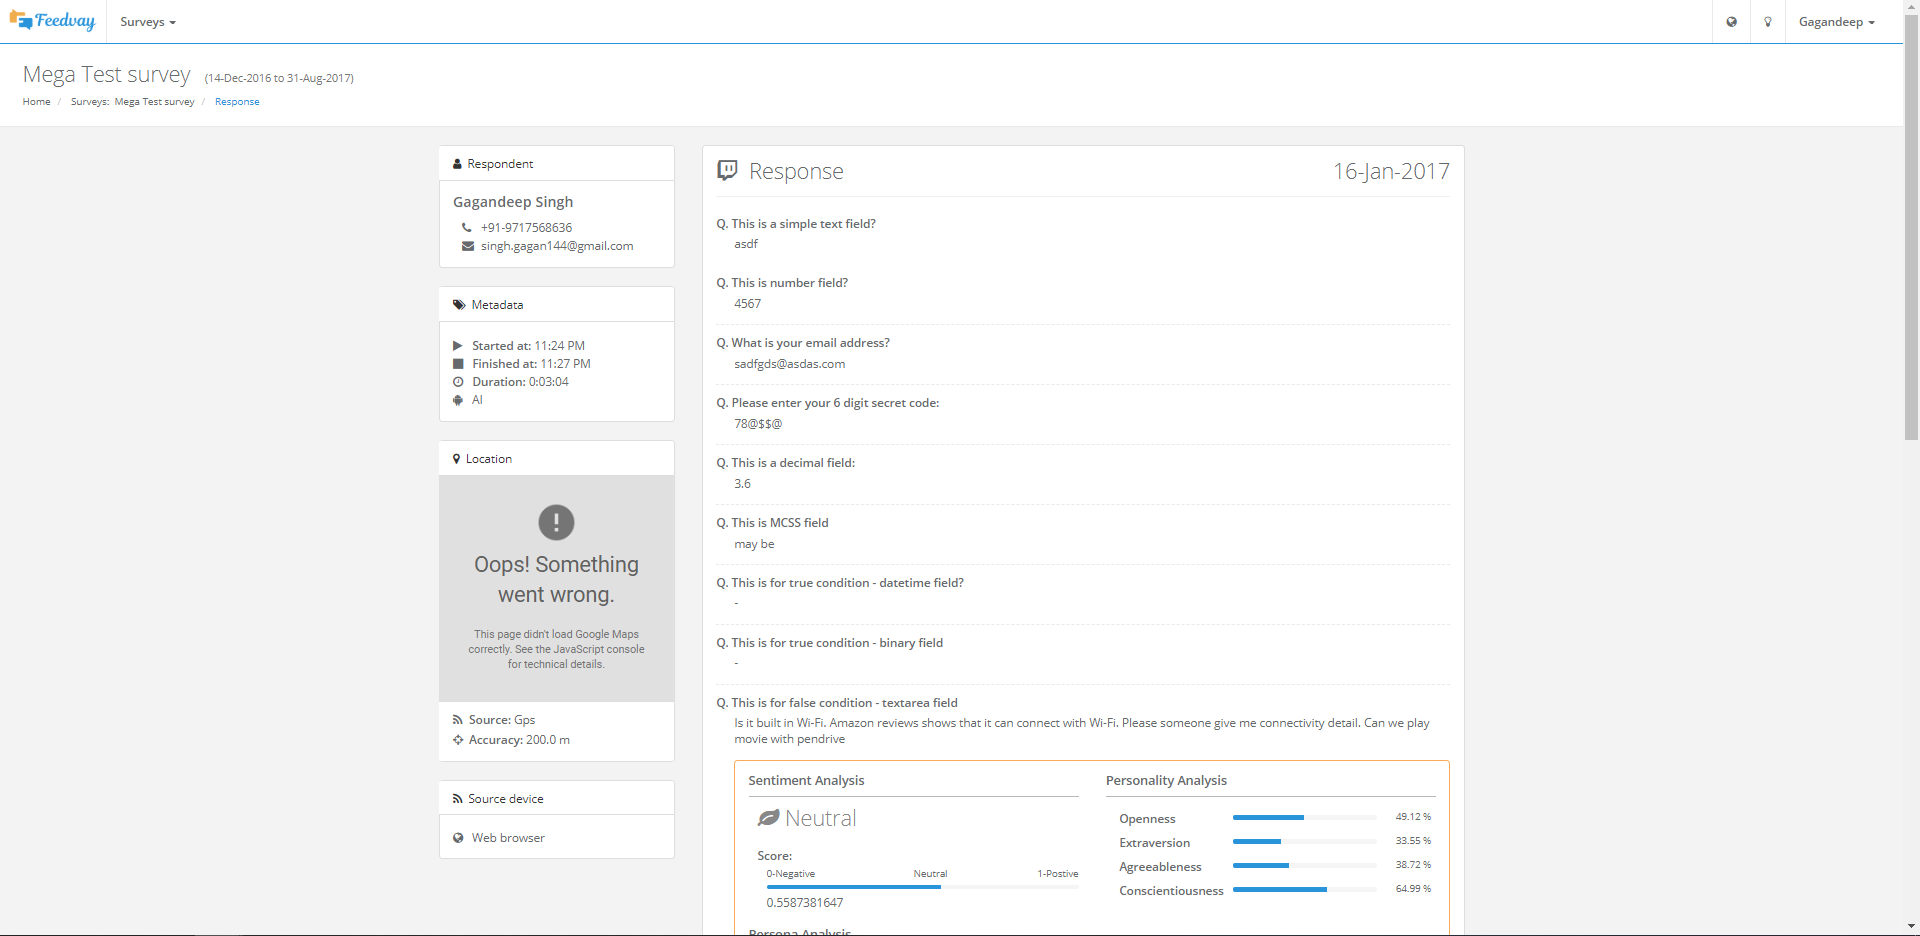 Feedvay
Surveys
Gagandeep
Mega Test survey (14-Dec-2016 to 31-Aug-2017)
Home / Surveys: Mega Test survey / Response
Respondent
Gagandeep Singh
+91-9717568636
singh.gagan144@gmail.com
Metadata
Started at: 11:24 PM
Finished at: 11:27 PM
Duration: 0:03:04
AI
Location
Oops! Something
went wrong.
This page didn't load Google Maps
correctly. See the JavaScript console
for technical details.
Source: Gps
Accuracy: 200.0 m
Source device
Web browser
Response 16-Jan-2017
Q. This is a simple text field?
asdf
Q. This is number field?
4567
Q. What is your email address?
sadfgds@asdas.com
Q. Please enter your 6 digit secret code:
78@$$@
Q. This is a decimal field:
3.6
Q. This is MCSS field
may be
Q. This is for true condition - datetime field?
-
Q. This is for true condition - binary field
-
Q. This is for false condition - textarea field
Is it built in Wi-Fi. Amazon reviews shows that it can connect with Wi-Fi. Please someone give me connectivity detail. Can we play
movie with pendrive
Sentiment Analysis
Neutral
Score:
0-Negative Neutral 1-Postive
0.5587381647
Persona Analysis
Personality Analysis
Openness 49.12 %
Extraversion 33.55 %
Agreeableness 38.72 %
Conscientiousness 64.99 %